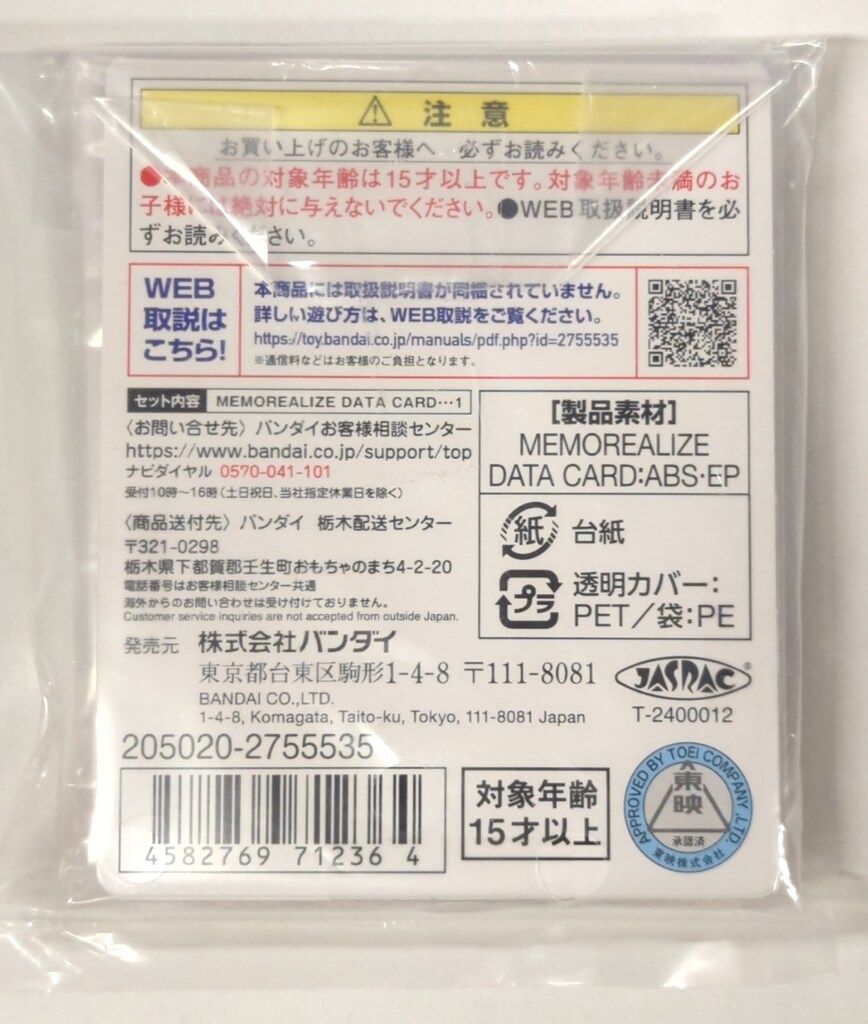 注意
お買い上げのお客様へ 必ずお読みください。
●本商品の対象年齢は15才以上です。対象年齢未満のお
子様には絶対に与えないでください。●WEB取扱説明書を必
ずお読みください。
WEB
取説は
こちら!
本商品には取扱説明書が同梱されていません。
詳しい遊び方は、WEB取説をご覧ください。
https://toy.bandai.co.jp/manuals/pdf.php?id=2755535
※通信料などはお客様のご負担となります。
セット内容 MEMOREALIZE DATA CARD…1
〈お問い合せ先〉バンダイお客様相談センター
https://www.bandai.co.jp/support/top
ナビダイヤル 0570-041-101
受付10時～16時(土日祝日、当社指定休業日を除く)
〈商品送付先〉バンダイ 栃木配送センター
〒321-0298
栃木県下都賀郡壬生町おもちゃのまち4-2-20
電話番号はお客様相談センター共通
海外からのお問い合わせは受け付けておりません。
Customer service inquiries are not accepted from outside Japan.
[製品素材]
MEMOREALIZE
DATA CARD:ABS・EP
紙 台紙
プラ 透明カバー:
PET/袋:PE
発売元 株式会社バンダイ
東京都台東区駒形1-4-8 〒111-8081
BANDAI CO.,LTD.
1-4-8, Komagata, Taito-ku, Tokyo, 111-8081 Japan
JASRAC®
T-2400012
205020-2755535
4582769 71236 4
対象年齢
15才以上
APPROVED BY TOEI COMPANY, LTD.
東映
承認済
東映株式会社